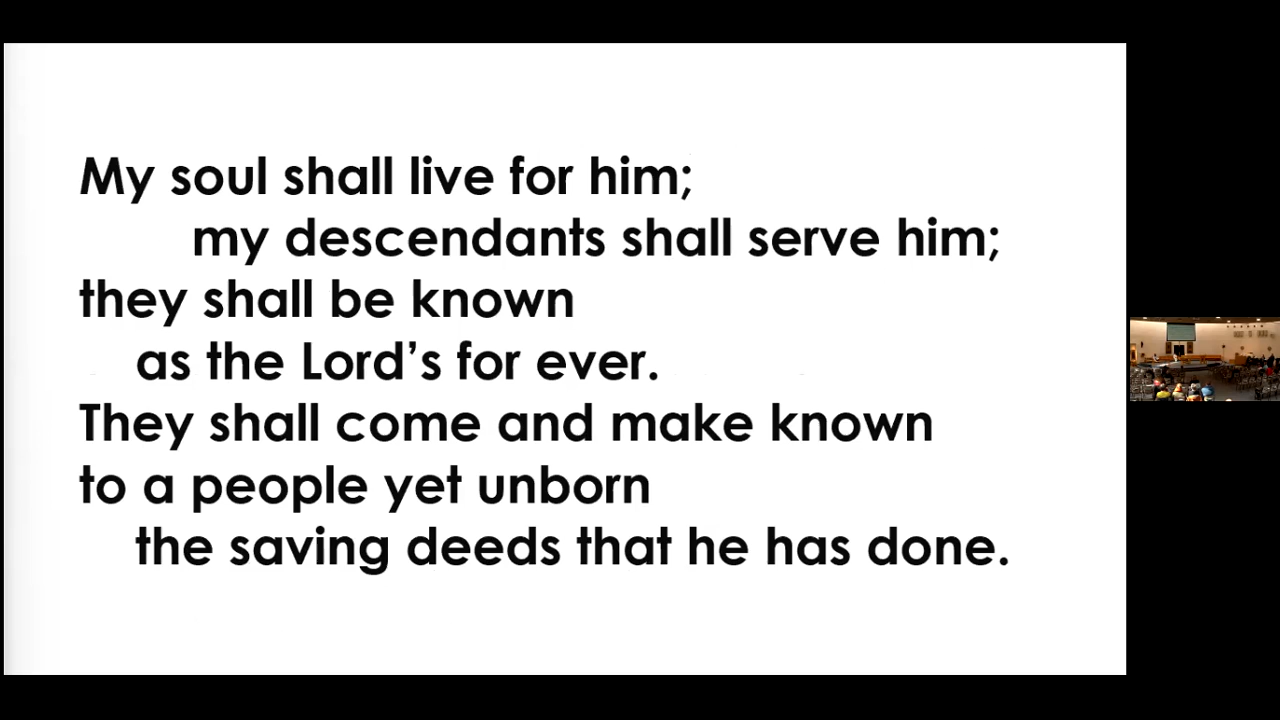 My soul shall live for him;
my descendants shall serve him;
they shall be known
as the Lord’s for ever.
They shall come and make known
to a people yet unborn
the saving deeds that he has done.